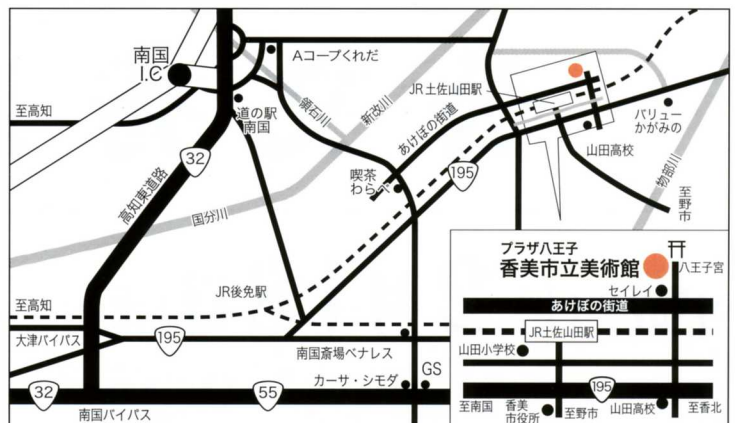 南国
I.C
Aコープくれだ
至高知
道の駅
南国
領石川
新改川
あけぼの街道
JR土佐山田駅
バリュー
かがみの
山田高校
物部川
至
野
市
32
高知東道路
国分川
喫茶
わらべ
195
JR後免駅
至高知
大津バイパス
195
南国斎場ベナレス
カーサ・シモダ
GS
32
55
南国バイパス
プラザ八王子
香美市立美術館
八王子宮
セイレイ
あけぼの街道
JR土佐山田駅
山田小学校
195
至南国
香美
市役所
至野市
山田高校
至香北